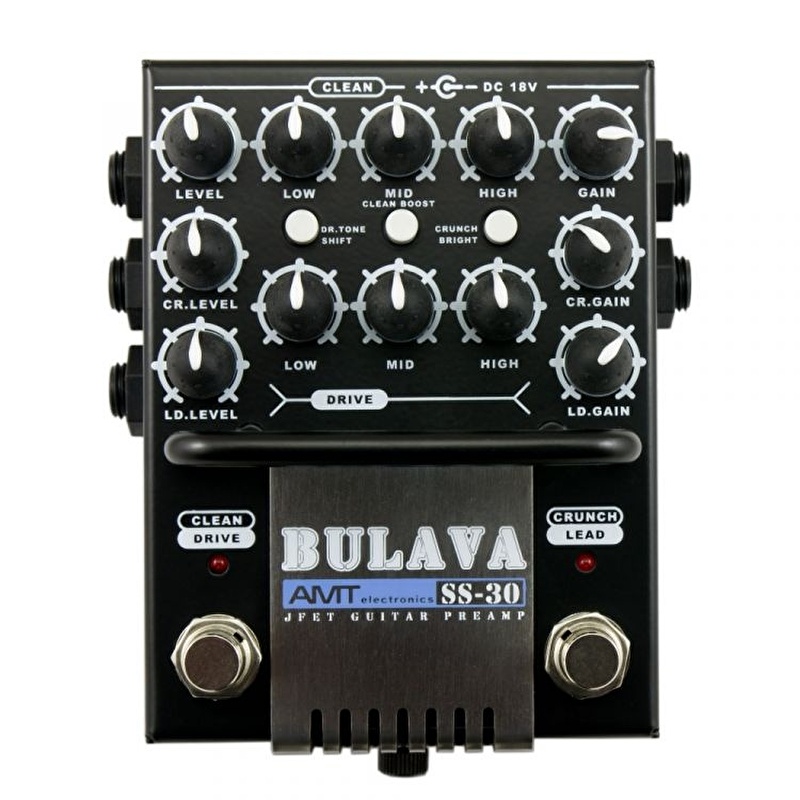 CLEAN + - DC 18V
LEVEL LOW MID HIGH GAIN
CLEAN BOOST
DR.TONE SHIFT
CRUNCH BRIGHT
CR.LEVEL CR.GAIN
LOW MID HIGH
LD.LEVEL DRIVE LD.GAIN
CLEAN
DRIVE
CRUNCH
LEAD
BULAVA
AMT electronics SS-30
JFET GUITAR PREAMP